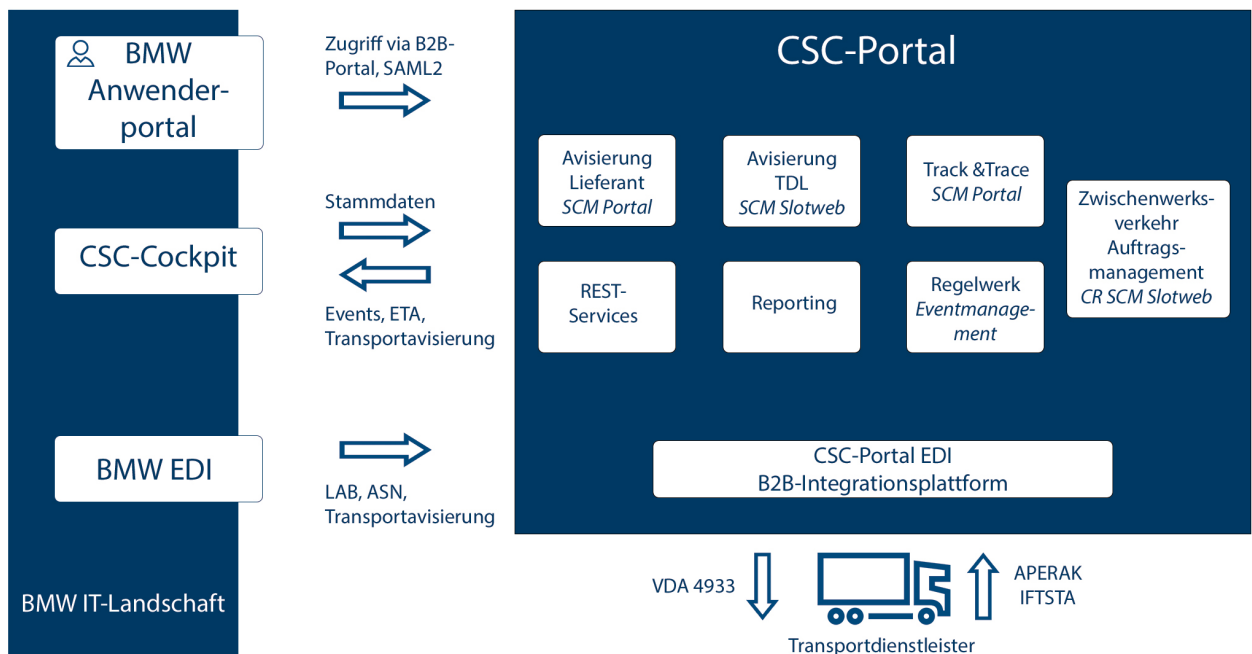 BMW
Anwender-
portal
CSC-Cockpit
BMW EDI
BMW IT-Landschaft
Zugriff via B2B-
Portal, SAML2
Stammdaten
Events, ETA,
Transportavisierung
LAB, ASN,
Transportavisierung
CSC-Portal
Avisierung
Lieferant
SCM Portal
Avisierung
TDL
SCM Slotweb
Track &Trace
SCM Portal
Zwischenwerks-
verkehr
Auftrags-
management
CR SCM Slotweb
REST-
Services
Reporting
Regelwerk
Eventmanage-
ment
CSC-Portal EDI
B2B-Integrationsplattform
VDA 4933
APERAK
IFTSTA
Transportdienstleister